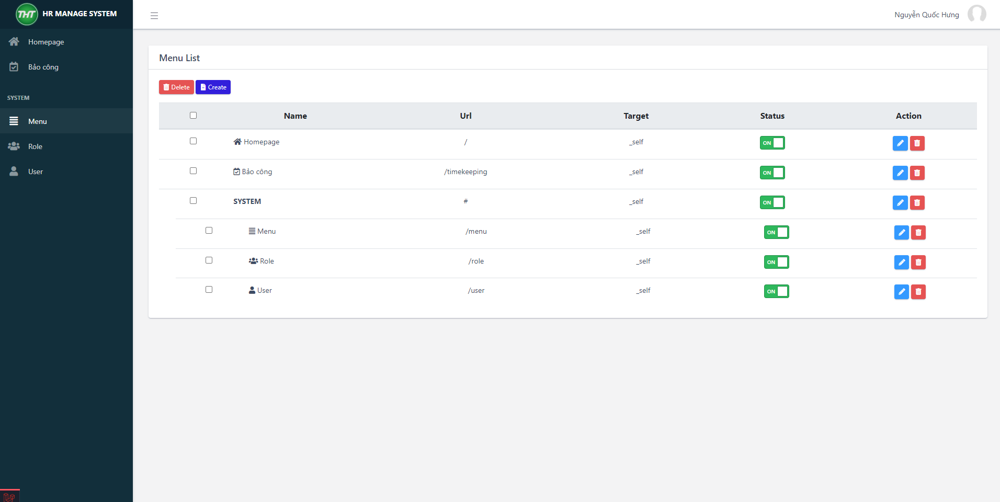 THT HR MANAGE SYSTEM
Nguyễn Quốc Hưng
Homepage
Bảo công
SYSTEM
Menu
Role
User
Menu List
Delete Create
Name Url Target Status Action
Homepage / _self ON
Bảo công /timekeeping _self ON
SYSTEM # _self ON
Menu /menu _self ON
Role /role _self ON
User /user _self ON